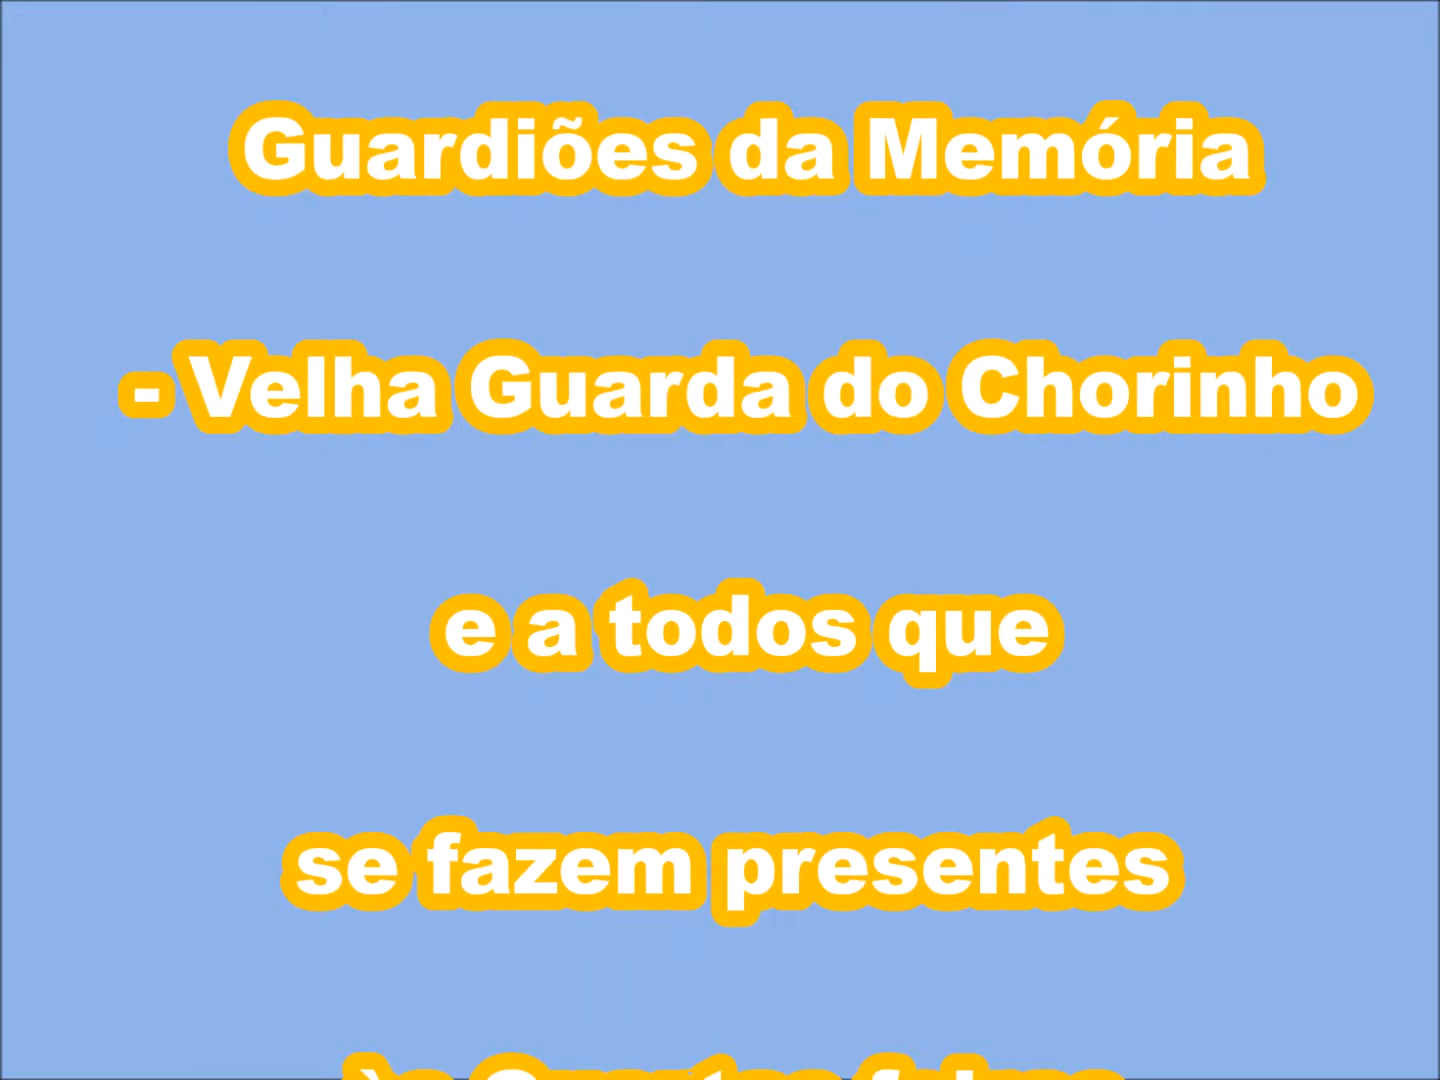 Guardiões da Memória
- Velha Guarda do Chorinho
e a todos que
se fazem presentes